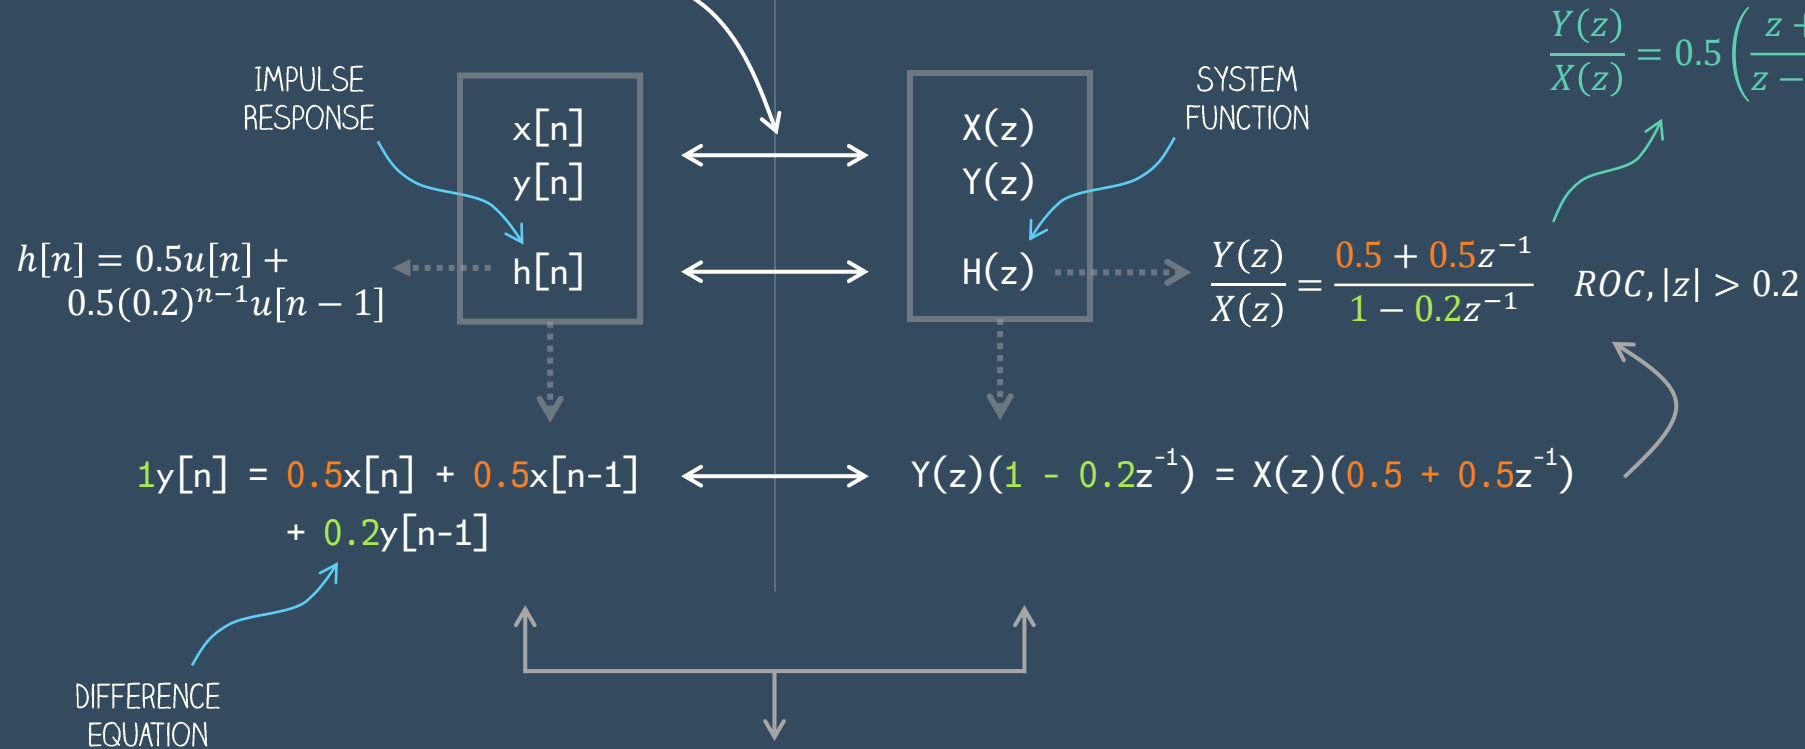 Y(z)/X(z) = 0.5 ( z + / z −
IMPULSE
RESPONSE
SYSTEM
FUNCTION
x[n]
y[n]
h[n]
X(z)
Y(z)
H(z)
h[n] = 0.5u[n] +
0.5(0.2)ⁿ⁻¹u[n − 1]
Y(z)/X(z) = 0.5 + 0.5z⁻¹ / 1 − 0.2z⁻¹
ROC, |z| > 0.2
1y[n] = 0.5x[n] + 0.5x[n-1]
+ 0.2y[n-1]
Y(z)(1 - 0.2z⁻¹) = X(z)(0.5 + 0.5z⁻¹)
DIFFERENCE
EQUATION